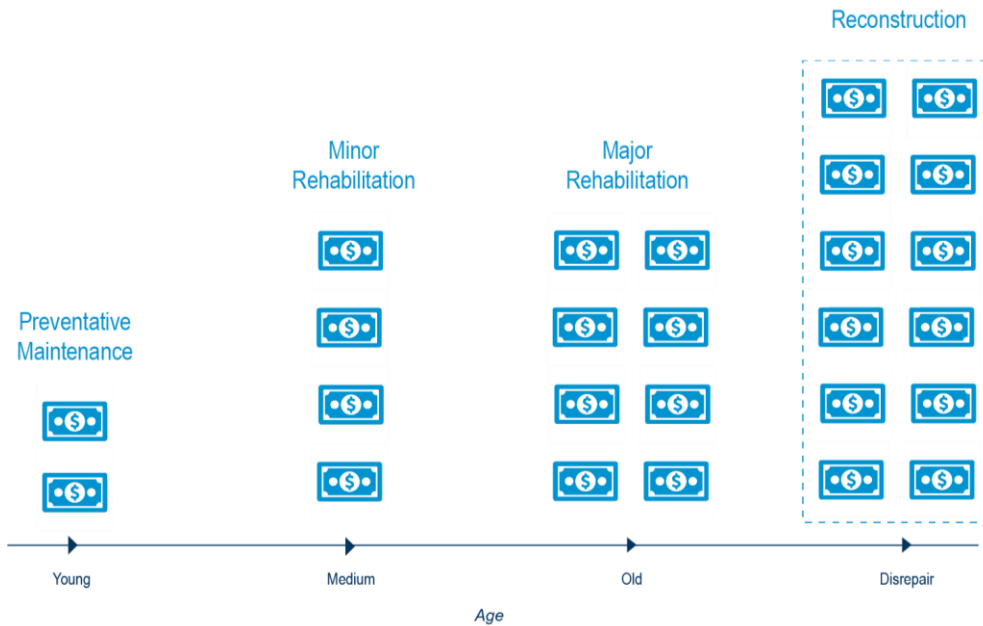 Reconstruction
Minor
Rehabilitation
Major
Rehabilitation
Preventative
Maintenance
Young
Medium
Old
Disrepair
Age